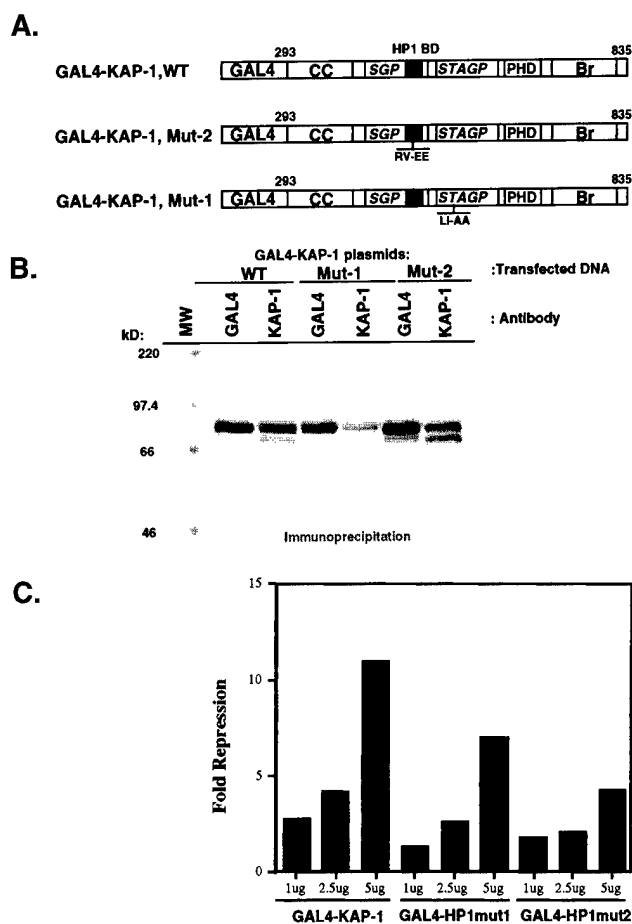 A.
293 HP1 BD 835
GAL4-KAP-1,WT GAL4 CC SGP STAGP PHD Br
293 835
GAL4-KAP-1, Mut-2 GAL4 CC SGP STAGP PHD Br
RV-EE
293 835
GAL4-KAP-1, Mut-1 GAL4 CC SGP STAGP PHD Br
LI-AA
B.
GAL4-KAP-1 plasmids:
WT Mut-1 Mut-2 :Transfected DNA
kD: MW GAL4 KAP-1 GAL4 KAP-1 GAL4 KAP-1 : Antibody
220
97.4
66
46
Immunoprecipitation
C.
Fold Repression
15
10
5
0
1ug 2.5ug 5ug 1ug 2.5ug 5ug 1ug 2.5ug 5ug
GAL4-KAP-1 GAL4-HP1mut1 GAL4-HP1mut2